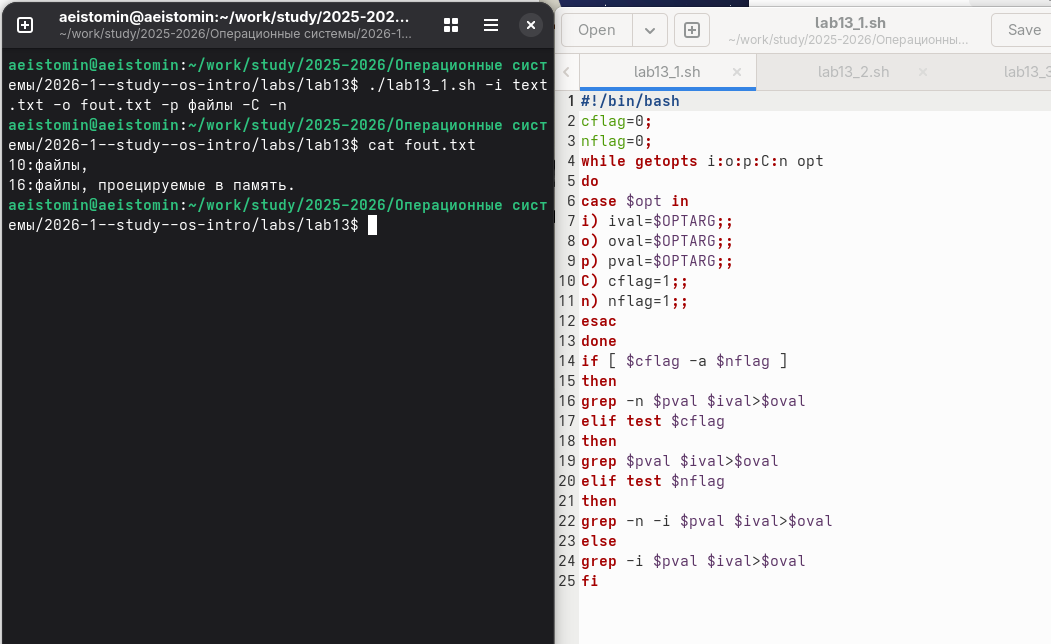 aeistomin@aeistomin:~/work/study/2025-202...
~/work/study/2025-2026/Операционные системы/2026-1...
aeistomin@aeistomin:~/work/study/2025-2026/Операционные сист
емы/2026-1--study--os-intro/labs/lab13$ ./lab13_1.sh -i text
.txt -o fout.txt -p файлы -C -n
aeistomin@aeistomin:~/work/study/2025-2026/Операционные сист
емы/2026-1--study--os-intro/labs/lab13$ cat fout.txt
10:файлы,
16:файлы, проецируемые в память.
aeistomin@aeistomin:~/work/study/2025-2026/Операционные сист
емы/2026-1--study--os-intro/labs/lab13$
Open
lab13_1.sh
~/work/study/2025-2026/Операционны...
Save
lab13_1.sh
lab13_2.sh
lab13_3
1 #!/bin/bash
2 cflag=0;
3 nflag=0;
4 while getopts i:o:p:C:n opt
5 do
6 case $opt in
7 i) ival=$OPTARG;;
8 o) oval=$OPTARG;;
9 p) pval=$OPTARG;;
10 C) cflag=1;;
11 n) nflag=1;;
12 esac
13 done
14 if [ $cflag -a $nflag ]
15 then
16 grep -n $pval $ival>$oval
17 elif test $cflag
18 then
19 grep $pval $ival>$oval
20 elif test $nflag
21 then
22 grep -n -i $pval $ival>$oval
23 else
24 grep -i $pval $ival>$oval
25 fi